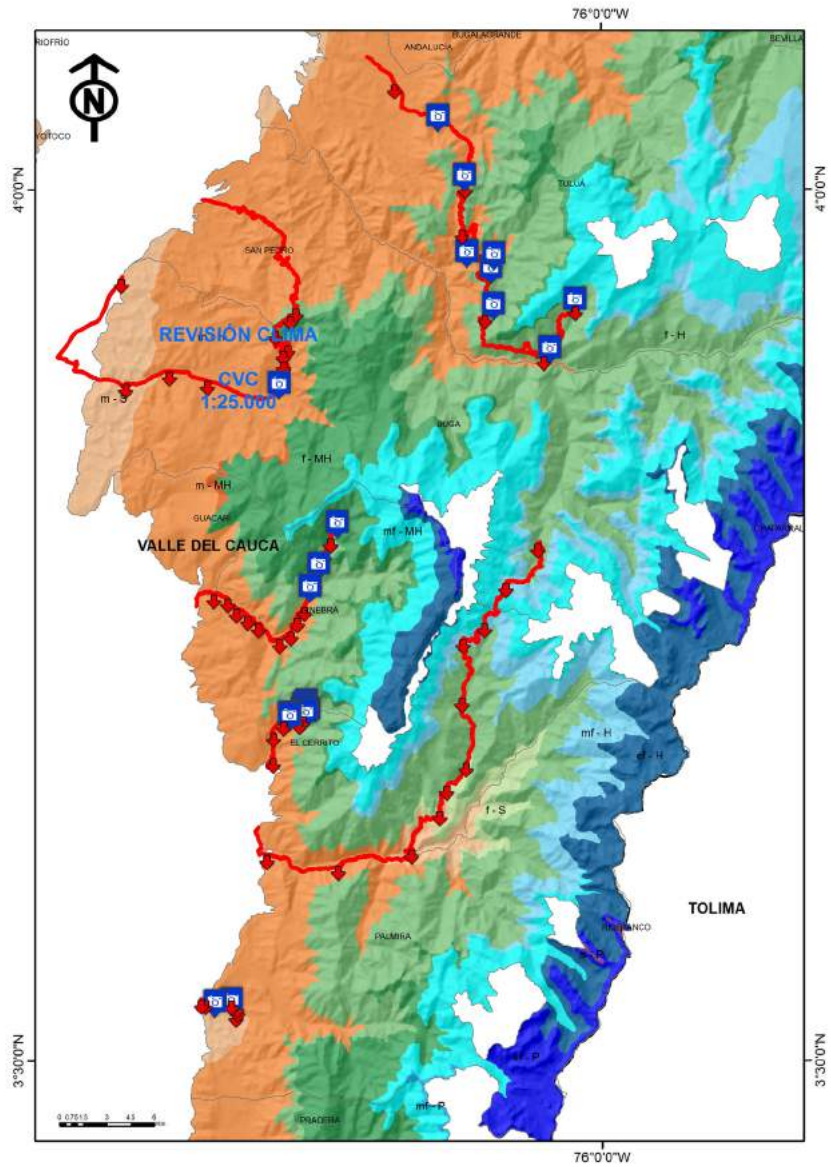 76°0'0"W
RIOFRÍO
ANDALUCÍA
BUGALAGRANDE
SEVILLA
N
YOTOCO
4°0'0"N
4°0'0"N
TULUÁ
SAN PEDRO
REVISIÓN CLIMA
f - H
CVC
1:25.000
m - S
BUGA
f - MH
m - MH
GUACARÍ
mf - MH
CHAPARRAL
VALLE DEL CAUCA
GINEBRA
EL CERRITO
mf - H
ef - H
f - S
TOLIMA
RIOBLANCO
PALMIRA
3°30'0"N
3°30'0"N
mf - P
PRADERA
76°0'0"W